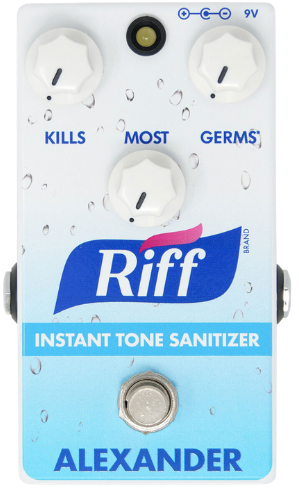 9V
KILLS MOST GERMS*
Riff
BRAND
INSTANT TONE SANITIZER
ALEXANDER